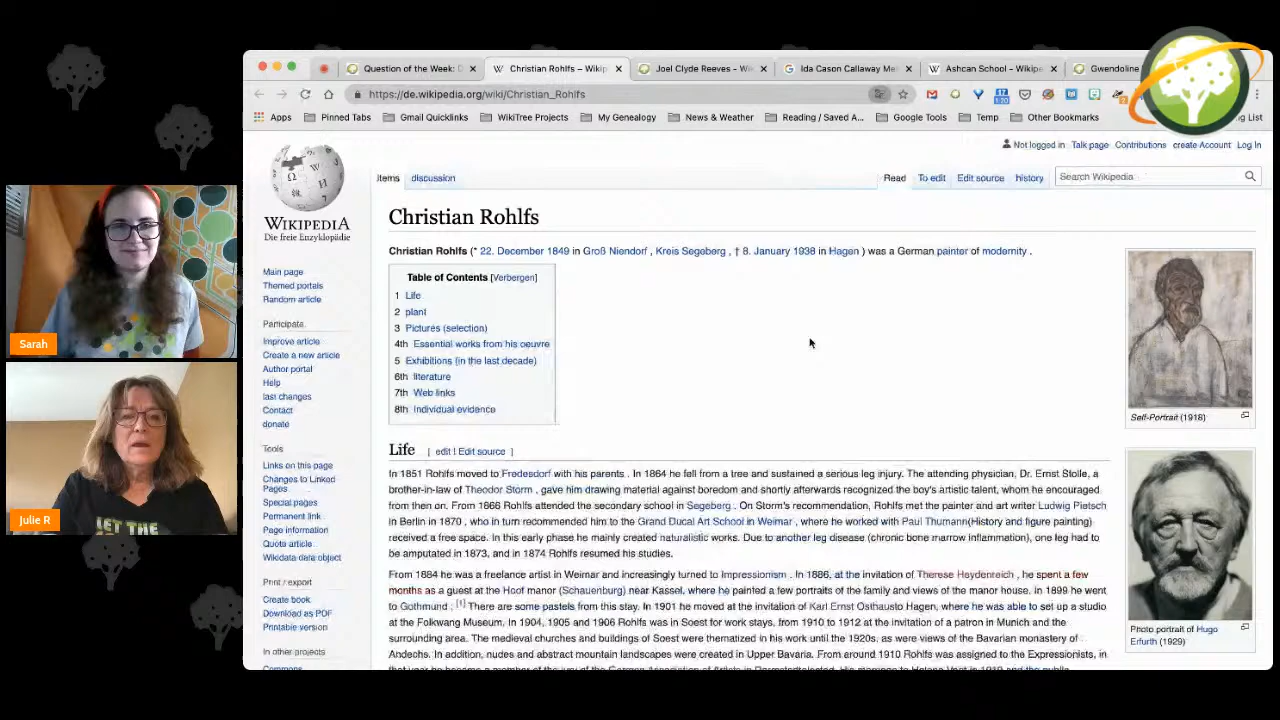 Question of the Week:
Christian Rohlfs – Wikip
Joel Clyde Reeves - Wi
Ida Cason Callaway Me
Ashcan School - Wikipe
Gwendoline
https://de.wikipedia.org/wiki/Christian_Rohlfs
Apps
Pinned Tabs
Gmail Quicklinks
WikiTree Projects
My Genealogy
News & Weather
Reading / Saved A...
Google Tools
Temp
Other Bookmarks
ng List
Not logged in Talk page Contributions create Account Log In
Items discussion Read To edit Edit source history Search Wikipedia
WIKIPEDIA
Die freie Enzyklopädie
Main page
Themed portals
Random article
Participate
Improve article
Create a new article
Author portal
Help
last changes
Contact
donate
Tools
Links on this page
Changes to Linked
Pages
Special pages
Permanent link
Page information
Quote article
Wikidata data object
Print / export
Create book
Download as PDF
Printable version
In other projects
Commons
Christian Rohlfs
Christian Rohlfs (* 22. December 1849 in Groß Niendorf , Kreis Segeberg , † 8. January 1938 in Hagen ) was a German painter of modernity .
Table of Contents [Verbergen]
1 Life
2 plant
3 Pictures (selection)
4th Essential works from his oeuvre
5 Exhibitions (in the last decade)
6th literature
7th Web links
8th Individual evidence
Life [ edit | Edit source ]
In 1851 Rohlfs moved to Fredesdorf with his parents . In 1864 he fell from a tree and sustained a serious leg injury. The attending physician, Dr. Ernst Stolle, a
brother-in-law of Theodor Storm , gave him drawing material against boredom and shortly afterwards recognized the boy's artistic talent, whom he encouraged
from then on. From 1866 Rohlfs attended the secondary school in Segeberg . On Storm's recommendation, Rohlfs met the painter and art writer Ludwig Pietsch
in Berlin in 1870 , who in turn recommended him to the Grand Ducal Art School in Weimar , where he worked with Paul Thumann(History and figure painting)
received a free space. In this early phase he mainly created naturalistic works. Due to another leg disease (chronic bone marrow inflammation), one leg had to
be amputated in 1873, and in 1874 Rohlfs resumed his studies.
From 1884 he was a freelance artist in Weimar and increasingly turned to Impressionism . In 1886, at the invitation of Therese Haydenreich , he spent a few
months as a guest at the Hoof manor (Schauenburg) near Kassel, where he painted a few portraits of the family and views of the manor house. In 1899 he went
to Gothmund ; [1] There are some pastels from this stay. In 1901 he moved at the invitation of Karl Ernst Osthauto Hagen, where he was able to set up a studio
at the Folkwang Museum. In 1904, 1905 and 1906 Rohlfs was in Soest for work stays, from 1910 to 1912 at the invitation of a patron in Munich and the
surrounding area. The medieval churches and buildings of Soest were thematized in his work until the 1920s, as were views of the Bavarian monastery of
Andechs. In addition, nudes and abstract mountain landscapes were created in Upper Bavaria. From around 1910 Rohlfs was assigned to the Expressionists, in
Self-Portrait (1918)
Photo portrait of Hugo
Erfurth (1929)
Sarah
LET THE
Julie R